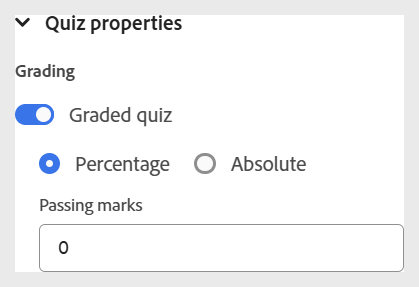 Quiz properties
Grading
Graded quiz
Percentage Absolute
Passing marks
0